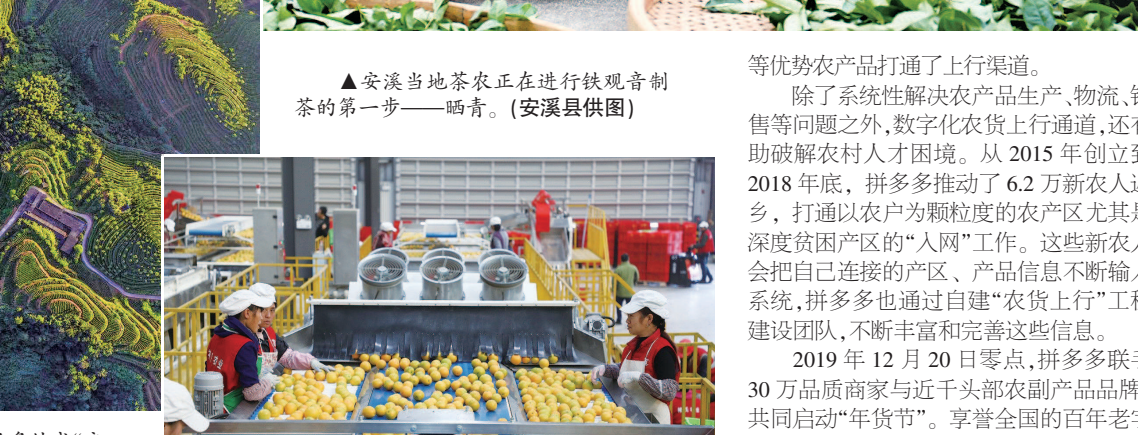 ▲安溪当地茶农正在进行铁观音制
茶的第一步——晒青。(安溪县供图)
等优势农产品打通了上行渠道。
除了系统性解决农产品生产、物流、销
售等问题之外,数字化农货上行通道,还有
助破解农村人才困境。从 2015 年创立到
2018 年底，拼多多推动了 6.2 万新农人返
乡，打通以农户为颗粒度的农产区尤其是
深度贫困产区的“入网”工作。这些新农人
会把自己连接的产区、产品信息不断输入
系统,拼多多也通过自建“农货上行”工程
建设团队,不断丰富和完善这些信息。
2019 年 12 月 20 日零点,拼多多联手
30 万品质商家与近千头部农副产品品牌
共同启动“年货节”。享誉全国的百年老字